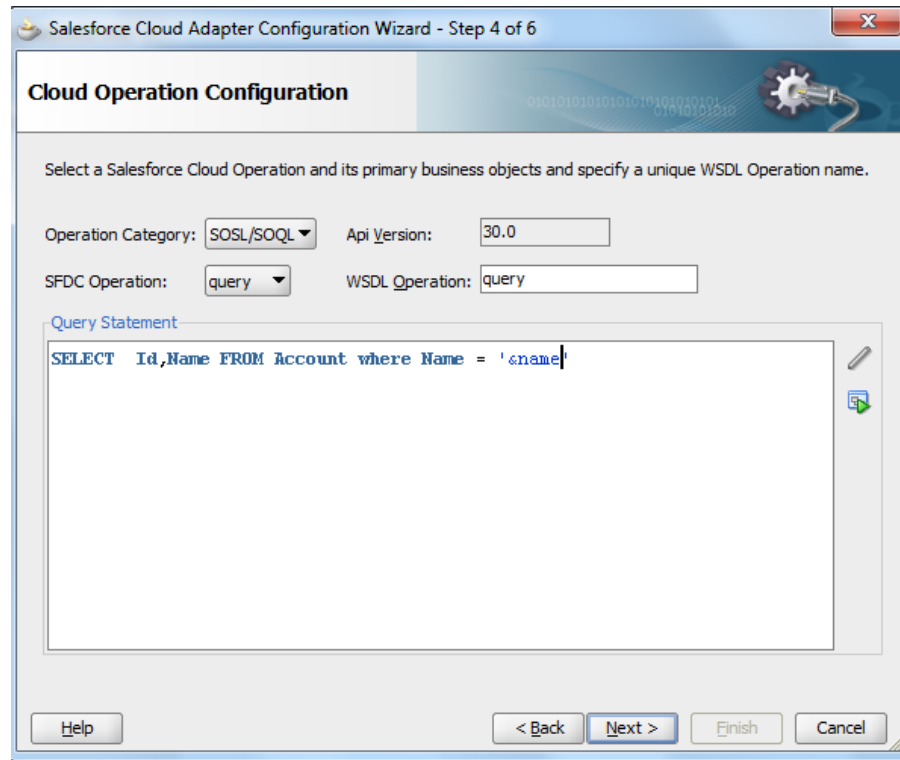 Salesforce Cloud Adapter Configuration Wizard - Step 4 of 6
Cloud Operation Configuration
Select a Salesforce Cloud Operation and its primary business objects and specify a unique WSDL Operation name.
Operation Category: SOSL/SOQL Api Version: 30.0
SFDC Operation: query WSDL Operation: query
Query Statement
SELECT  Id,Name FROM Account where Name = '&name'
Help < Back Next > Finish Cancel